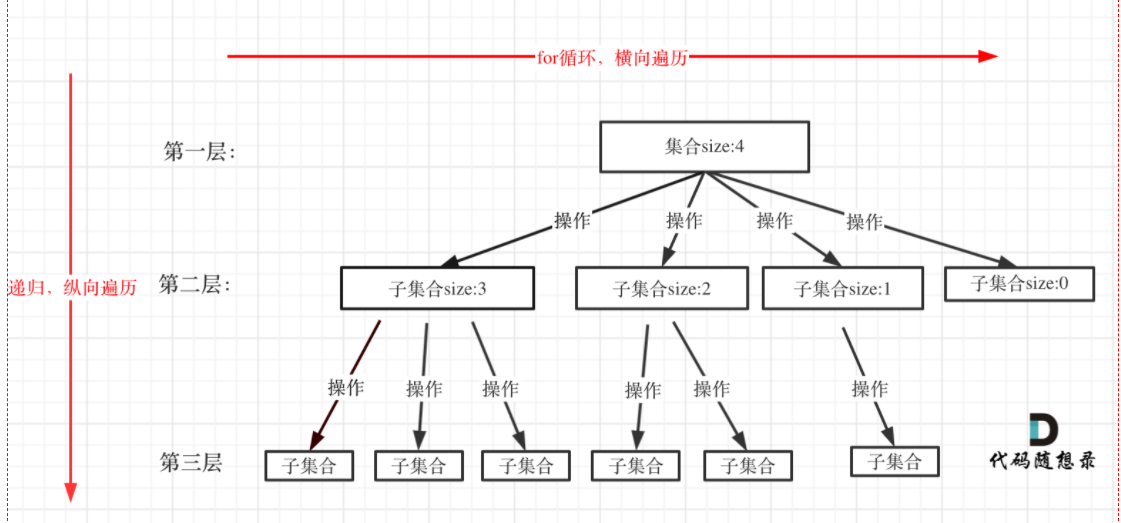 for循环，横向遍历
第一层：
集合size:4
操作
操作
操作
操作
递归，纵向遍历
第二层：
子集合size:3
子集合size:2
子集合size:1
子集合size:0
操作
操作
操作
操作
操作
操作
第三层
子集合
子集合
子集合
子集合
子集合
子集合
代码随想录